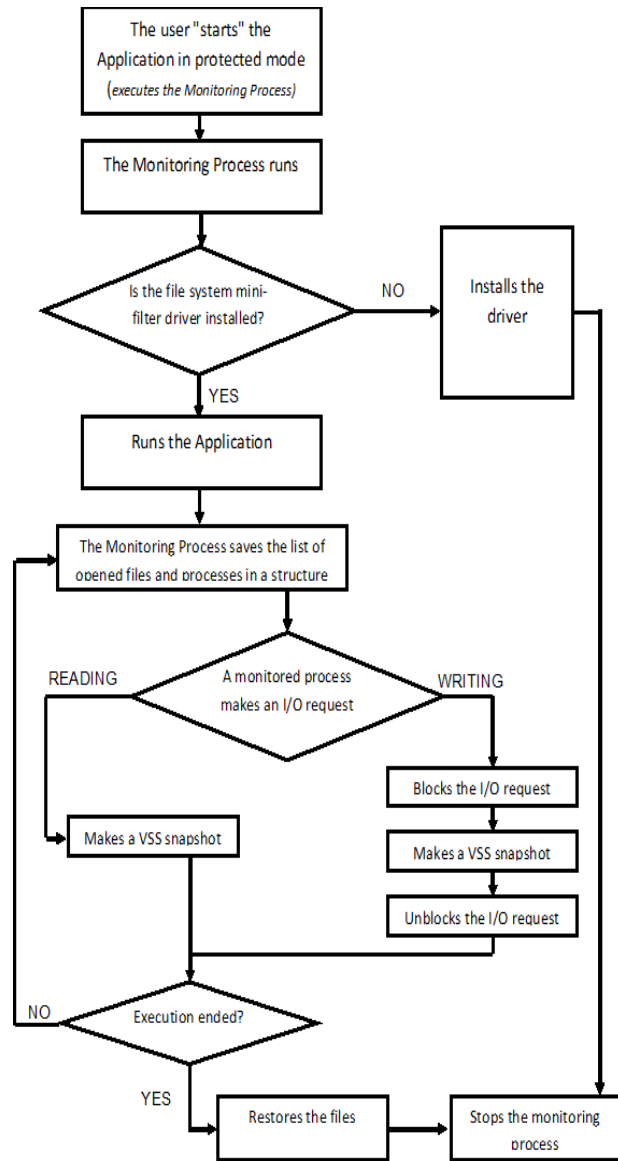 The user "starts" the
Application in protected mode
(executes the Monitoring Process)
The Monitoring Process runs
Is the file system mini-
filter driver installed?
NO
Installs the
driver
YES
Runs the Application
The Monitoring Process saves the list of
opened files and processes in a structure
READING
A monitored process
makes an I/O request
WRITING
Blocks the I/O request
Makes a VSS snapshot
Makes a VSS snapshot
Unblocks the I/O request
NO
Execution ended?
YES
Restores the files
Stops the monitoring
process